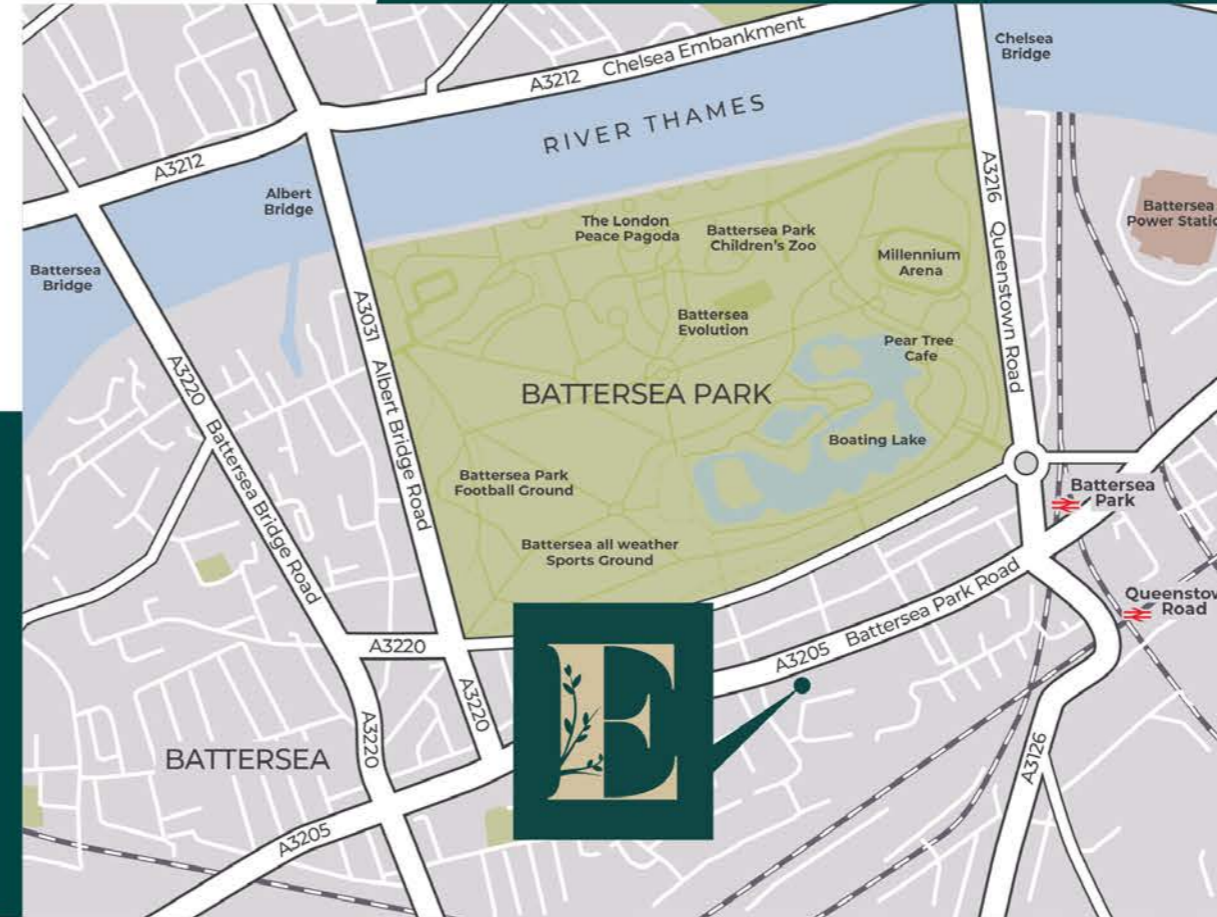 Chelsea
Bridge
A3212 Chelsea Embankment
RIVER THAMES
A3212
Albert
Bridge
Battersea
Bridge
A3216 Queenstown Road
Battersea
Power Statio
The London
Peace Pagoda
Battersea Park
Children's Zoo
Millennium
Arena
Battersea
Evolution
Pear Tree
Cafe
A3031 Albert Bridge Road
A3220 Battersea Bridge Road
BATTERSEA PARK
Boating Lake
Battersea Park
Football Ground
Battersea
Park
Battersea all weather
Sports Ground
Queenstow
Road
A3205 Battersea Park Road
A3220
A3220
A3220
BATTERSEA
E
A3126
A3205